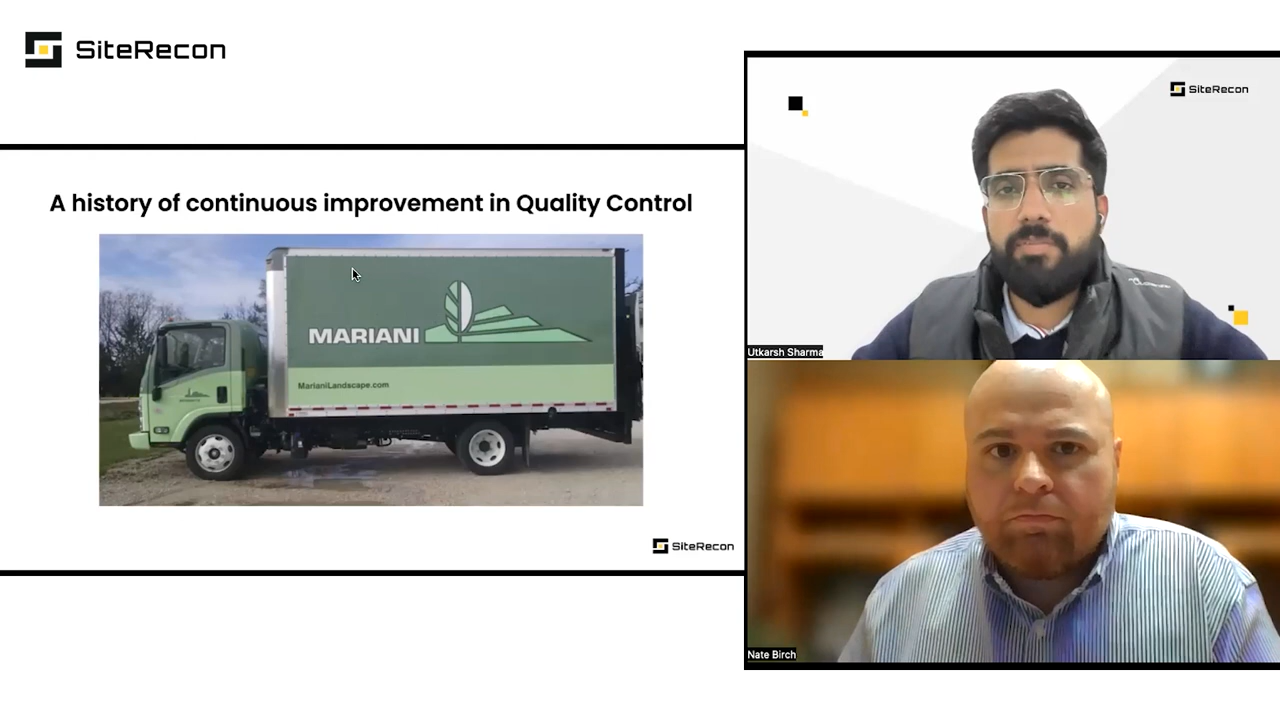 SiteRecon
A history of continuous improvement in Quality Control
MARIANI
MarianiLandscape.com
SiteRecon
SiteRecon
Utkarsh Sharma
Nate Birch